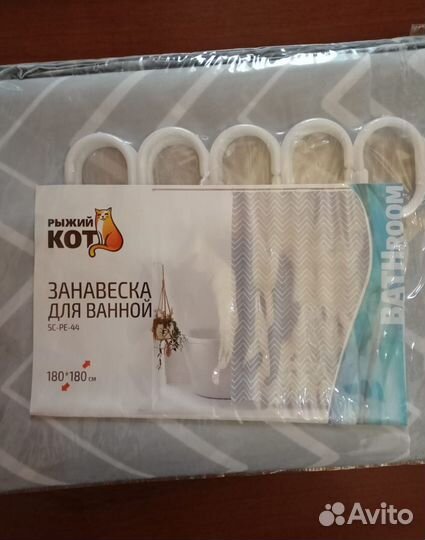 РЫЖИЙ
КОТ
ЗАНАВЕСКА
ДЛЯ ВАННОЙ
SC-PE-44
180*180 см
BATHROOM
Avito